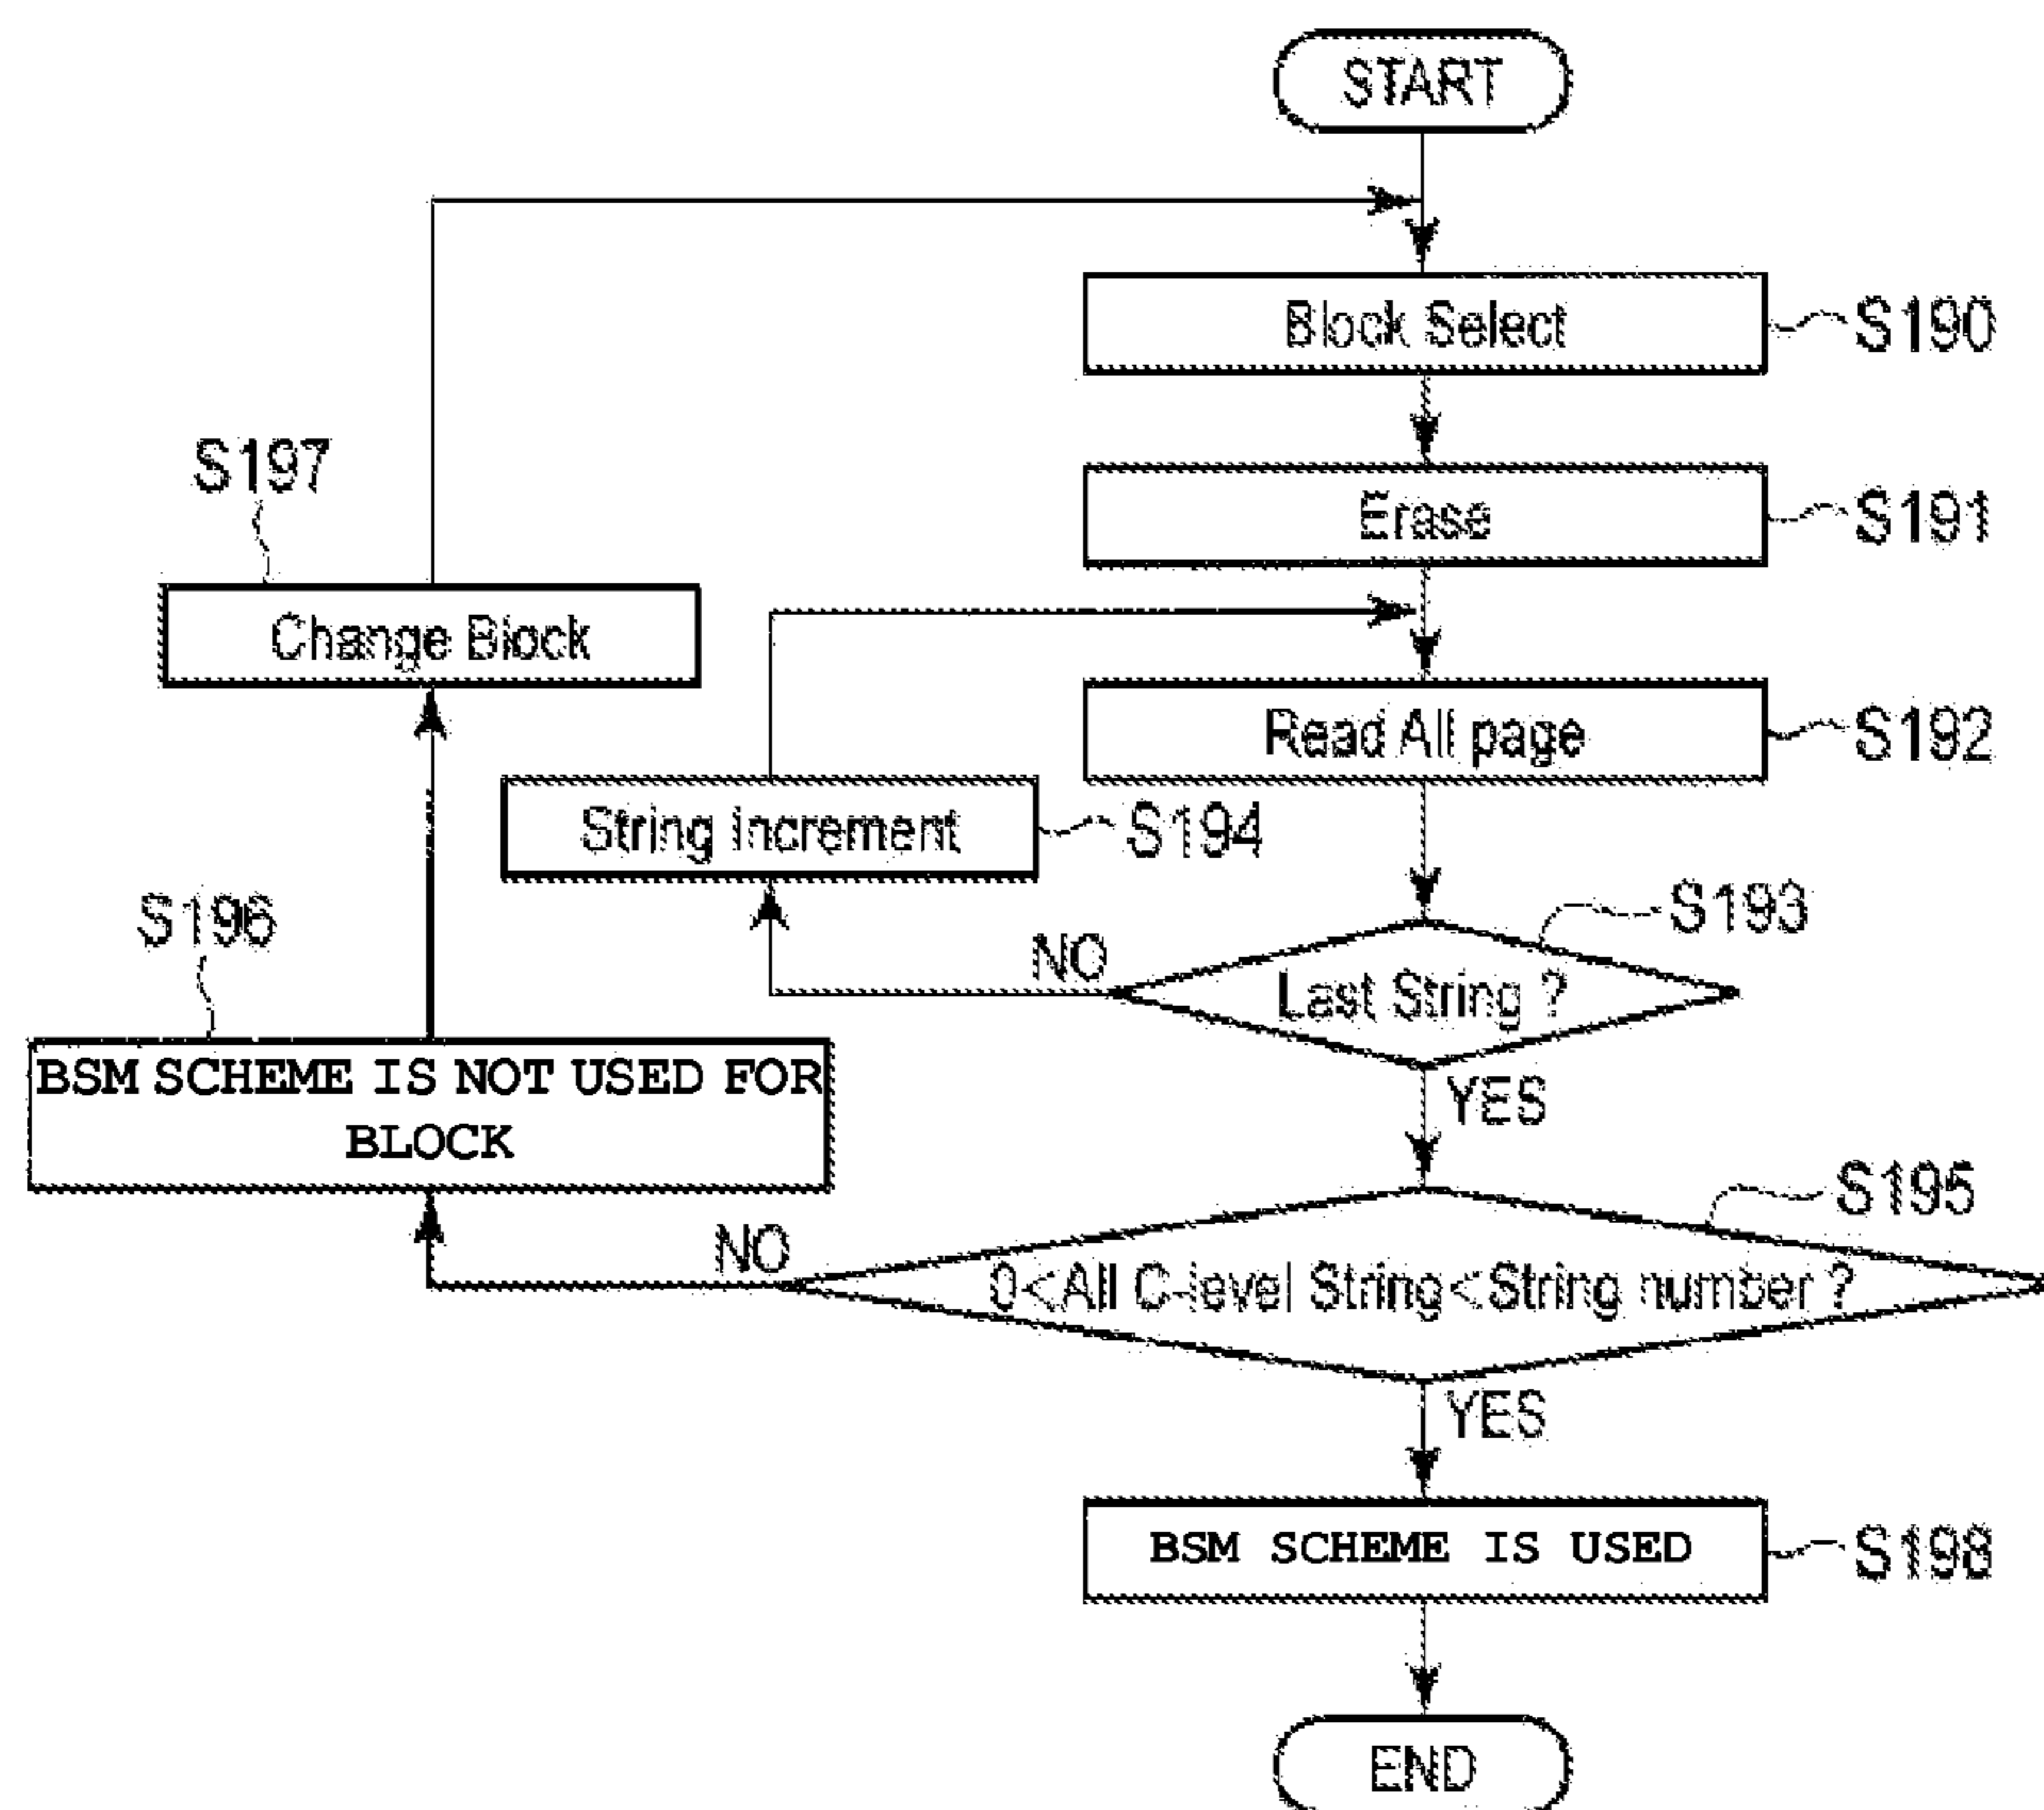 START
Block Select
S190
Erase
S191
S197
Change Block
Read All page
S192
String Increment
S194
S193
Last String ?
NO
S196
BSM SCHEME IS NOT USED FOR
BLOCK
YES
S195
0<All C-level String<String number ?
NO
YES
BSM SCHEME IS USED
S198
END